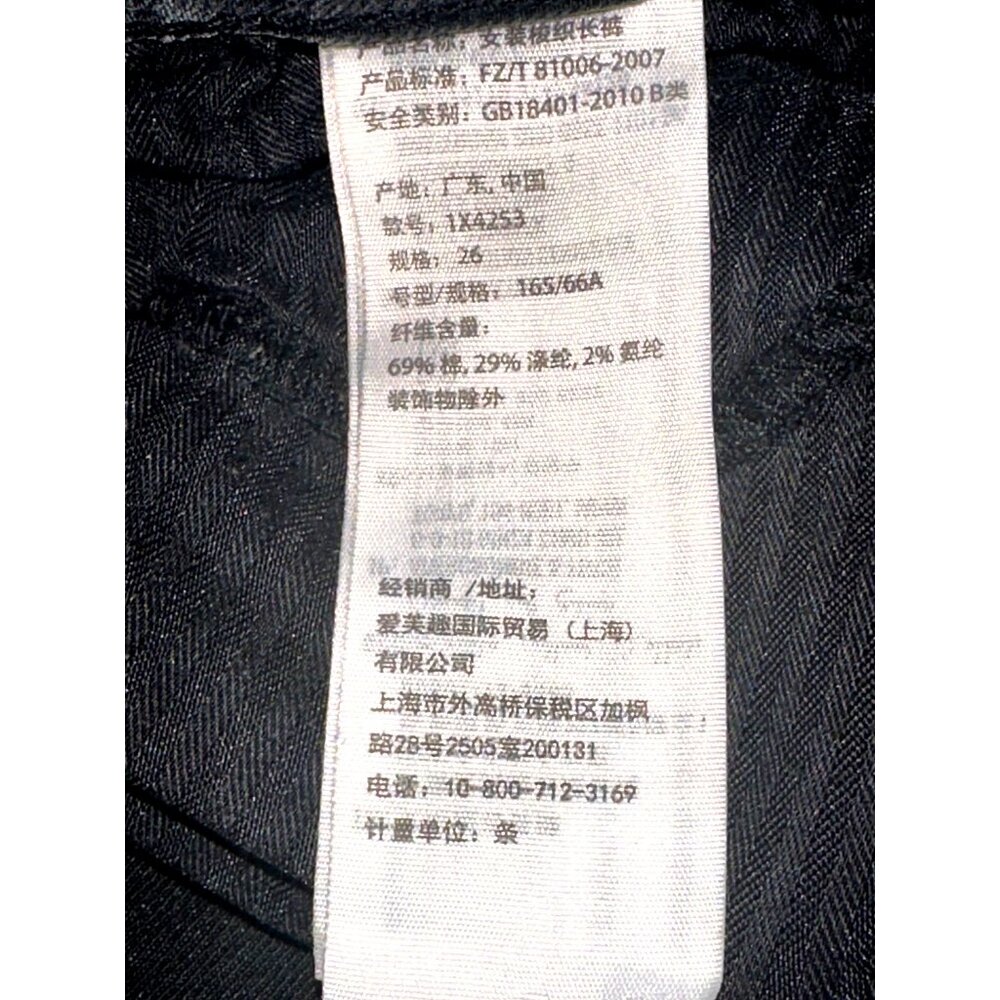 产品名称：女装梭织长裤
产品标准：FZ/T 81006-2007
安全类别：GB18401-2010 B类
产地：广东，中国
款号：1X4253
规格：26
号型/规格：165/66A
纤维含量：
69% 棉, 29% 涤纶, 2% 氨纶
装饰物除外
经销商 /地址：
爱芙趣国际贸易（上海）
有限公司
上海市外高桥保税区加枫
路28号2505室200131
电话：10-800-712-3169
计量单位：条